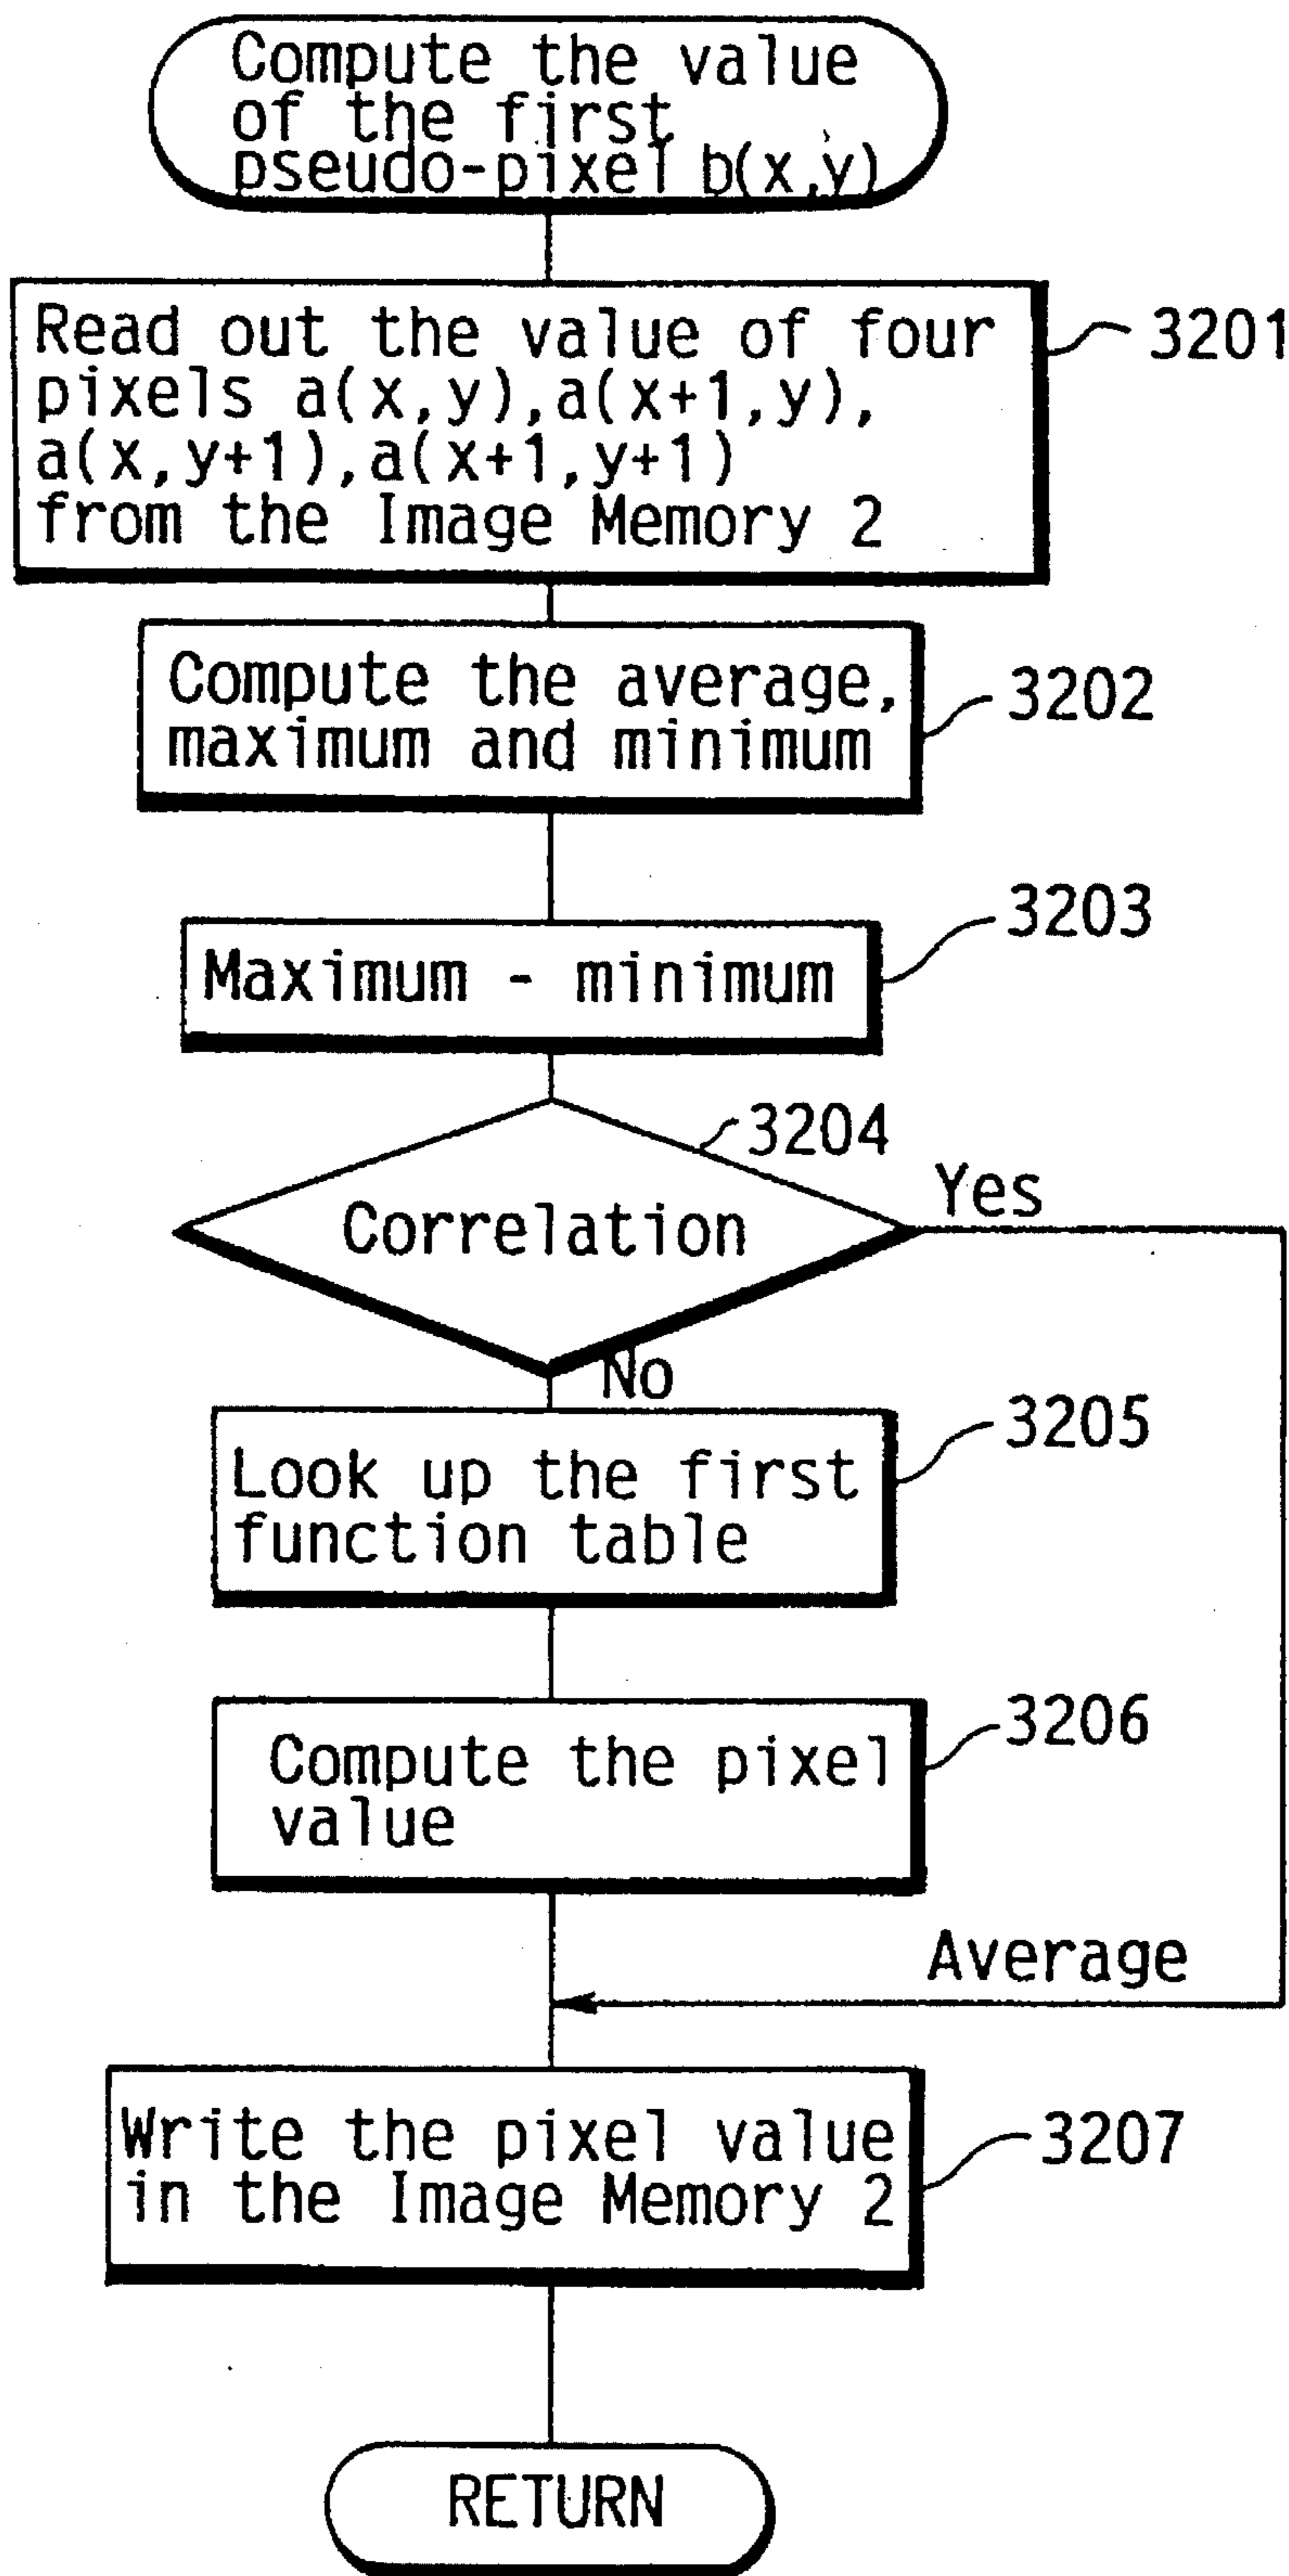 Compute the value
of the first
pseudo-pixel b(x,y)
Read out the value of four
pixels a(x,y),a(x+1,y),
a(x,y+1),a(x+1,y+1)
from the Image Memory 2
3201
Compute the average,
maximum and minimum
3202
Maximum - minimum
3203
3204
Correlation
Yes
No
Look up the first
function table
3205
Compute the pixel
value
3206
Average
Write the pixel value
in the Image Memory 2
3207
RETURN